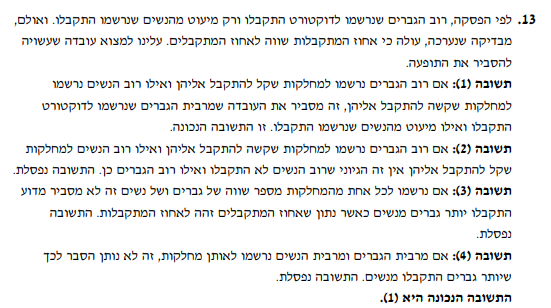 13. לפי הפסקה, רוב הגברים שנרשמו לדוקטורט התקבלו ורק מיעוט מהנשים שנרשמו התקבלו. ואולם,
מבדיקה שנערכה, עולה כי אחוז המתקבלות שווה לאחוז המתקבלים. עלינו למצוא עובדה שעשויה
להסביר את התופעה.
תשובה (1): אם רוב הגברים נרשמו למחלקות שקל להתקבל אליהן ואילו רוב הנשים נרשמו
למחלקות שקשה להתקבל אליהן, זה מסביר את העובדה שמרבית הגברים שנרשמו לדוקטורט
התקבלו ואילו מיעוט מהנשים שנרשמו התקבלו. זו התשובה הנכונה.
תשובה (2): אם רוב הגברים נרשמו למחלקות שקשה להתקבל אליהן ואילו רוב הנשים למחלקות
שקל להתקבל אליהן אין זה הגיוני שרוב הנשים לא התקבלו ואילו רוב הגברים כן. התשובה נפסלת.
תשובה (3): אם נרשמו לכל אחת מהמחלקות מספר שווה של גברים ושל נשים זה לא מסביר מדוע
התקבלו יותר גברים מנשים כאשר נתון שאחוז המתקבלים זהה לאחוז המתקבלות. התשובה
נפסלת.
תשובה (4): אם מרבית הגברים ומרבית הנשים נרשמו לאותן מחלקות, זה לא נותן הסבר לכך
שיותר גברים התקבלו מנשים. התשובה נפסלת.
התשובה הנכונה היא (1).